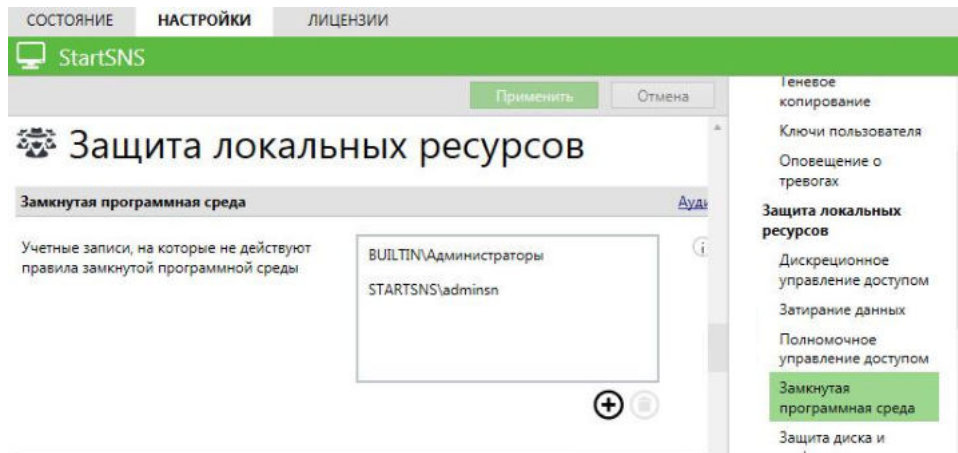 СОСТОЯНИЕ НАСТРОЙКИ ЛИЦЕНЗИИ
StartSNS
Применить Отмена
Защита локальных ресурсов
Замкнутая программная среда
Учетные записи, на которые не действуют
правила замкнутой программной среды
BUILTIN\Администраторы
STARTSNS\adminsn
Теневое
копирование
Ключи пользователя
Оповещение о
тревогах
Защита локальных
ресурсов
Дискреционное
управление доступом
Затирание данных
Полномочное
управление доступом
Замкнутая
программная среда
Защита диска и